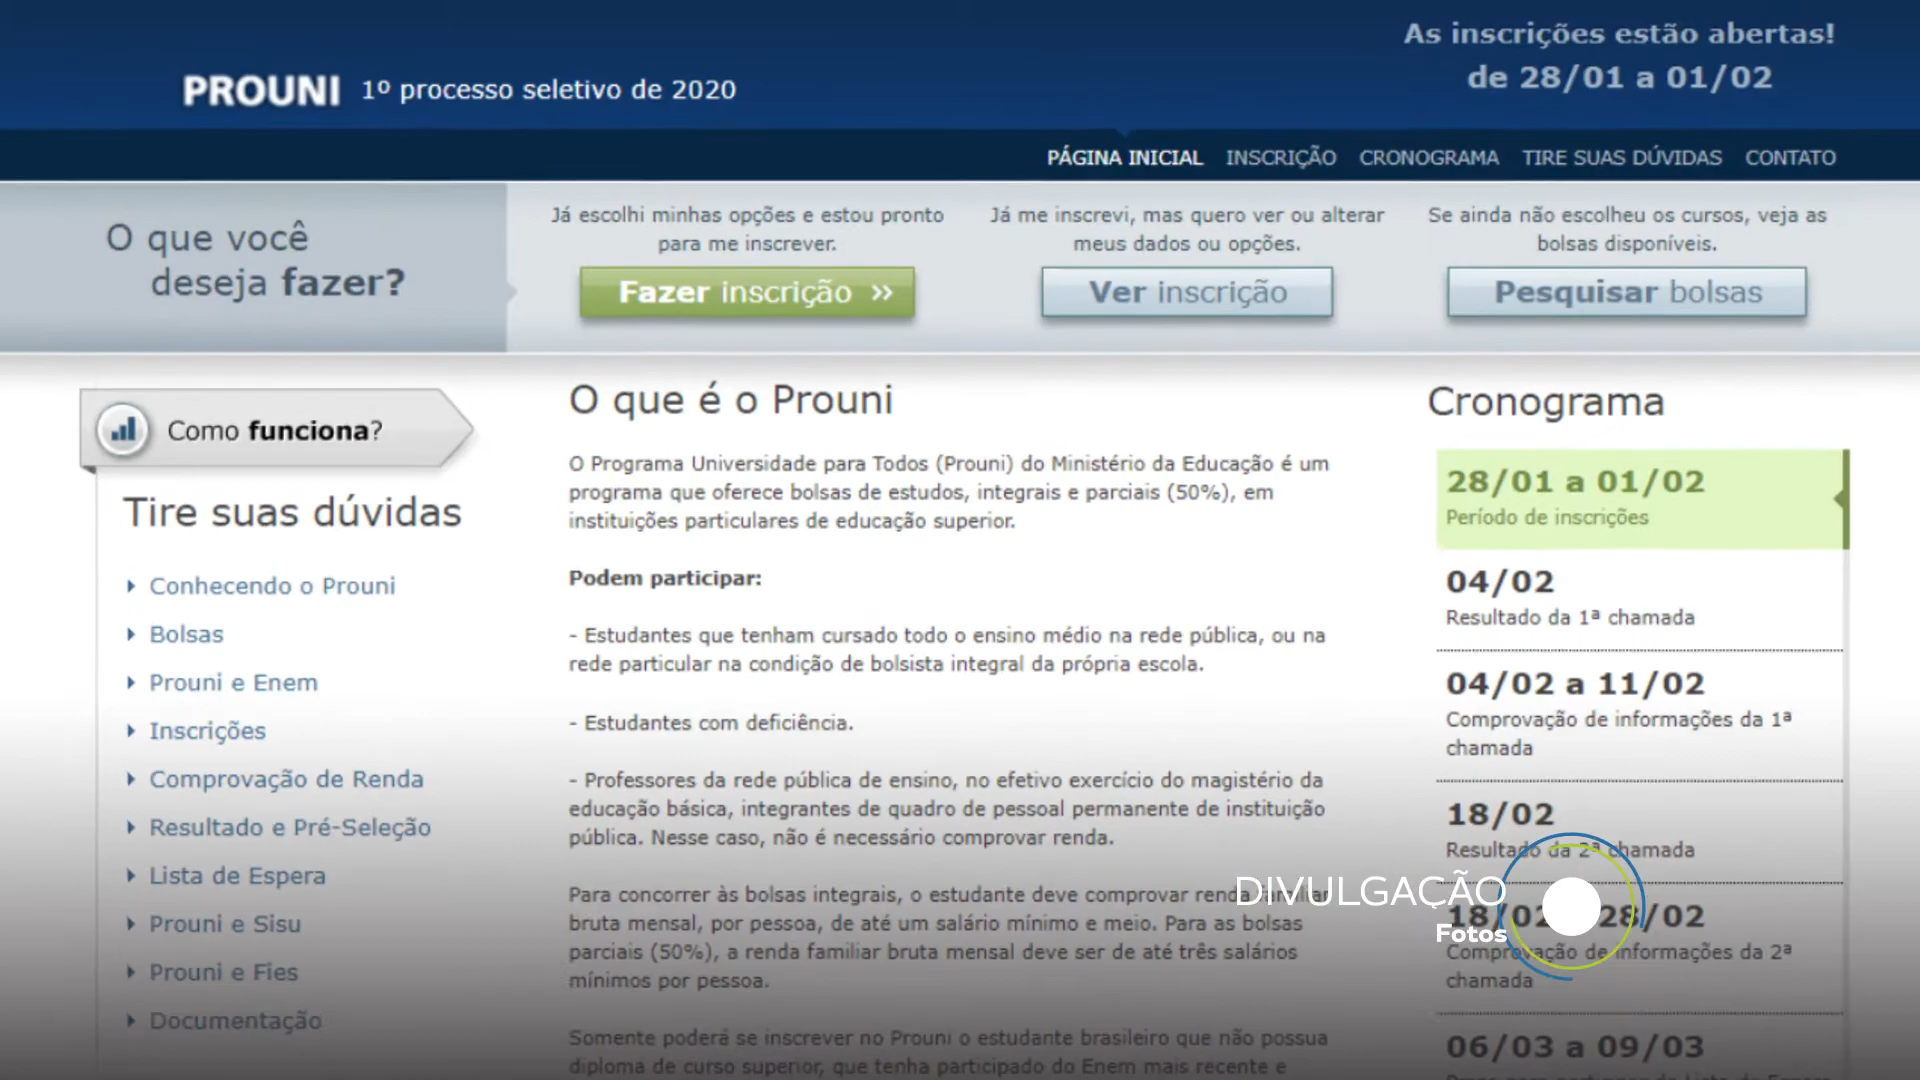 As inscrições estão abertas!
de 28/01 a 01/02
PROUNI 1º processo seletivo de 2020
PÁGINA INICIAL INSCRIÇÃO CRONOGRAMA TIRE SUAS DÚVIDAS CONTATO
O que você
deseja fazer?
Já escolhi minhas opções e estou pronto
para me inscrever.
Fazer inscrição »
Já me inscrevi, mas quero ver ou alterar
meus dados ou opções.
Ver inscrição
Se ainda não escolheu os cursos, veja as
bolsas disponíveis.
Pesquisar bolsas
Como funciona?
Tire suas dúvidas
Conhecendo o Prouni
Bolsas
Prouni e Enem
Inscrições
Comprovação de Renda
Resultado e Pré-Seleção
Lista de Espera
Prouni e Sisu
Prouni e Fies
Documentação
O que é o Prouni
O Programa Universidade para Todos (Prouni) do Ministério da Educação é um
programa que oferece bolsas de estudos, integrais e parciais (50%), em
instituições particulares de educação superior.
Podem participar:
- Estudantes que tenham cursado todo o ensino médio na rede pública, ou na
rede particular na condição de bolsista integral da própria escola.
- Estudantes com deficiência.
- Professores da rede pública de ensino, no efetivo exercício do magistério da
educação básica, integrantes de quadro de pessoal permanente de instituição
pública. Nesse caso, não é necessário comprovar renda.
Para concorrer às bolsas integrais, o estudante deve comprovar renda familiar
bruta mensal, por pessoa, de até um salário mínimo e meio. Para as bolsas
parciais (50%), a renda familiar bruta mensal deve ser de até três salários
mínimos por pessoa.
Somente poderá se inscrever no Prouni o estudante brasileiro que não possua
diploma de curso superior, que tenha participado do Enem mais recente e
Cronograma
28/01 a 01/02
Período de inscrições
04/02
Resultado da 1ª chamada
04/02 a 11/02
Comprovação de informações da 1ª
chamada
18/02
Resultado da 2ª chamada
18/02 28/02
Comprovação de informações da 2ª
chamada
06/03 a 09/03
DIVULGAÇÃO
Fotos